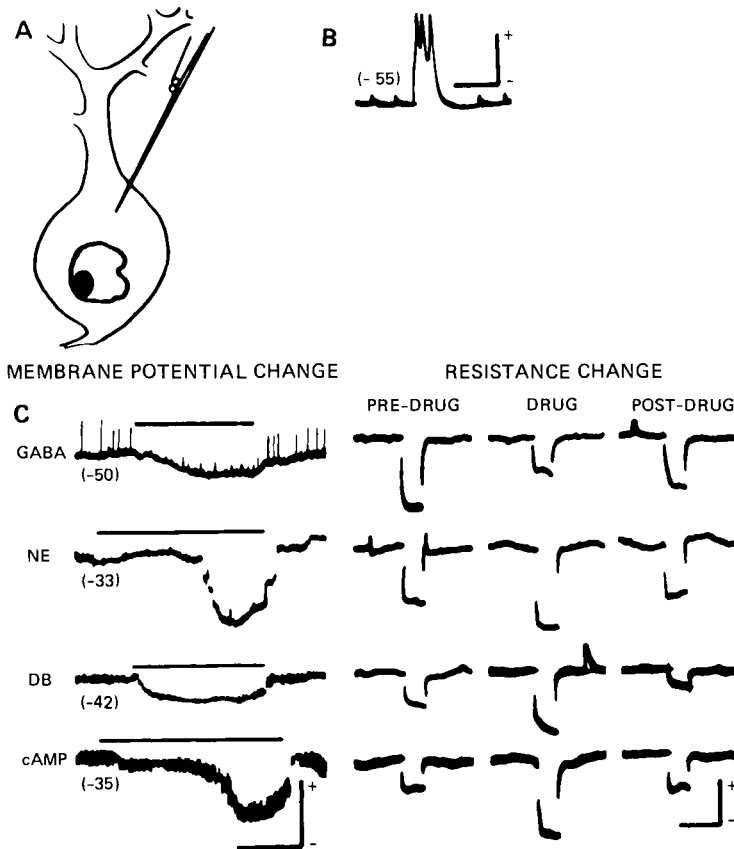 A
B
+
(- 55)
-
MEMBRANE POTENTIAL CHANGE
RESISTANCE CHANGE
C
PRE-DRUG
DRUG
POST-DRUG
GABA
(-50)
NE
(-33)
DB
(-42)
cAMP
(-35)
+
-
+
-